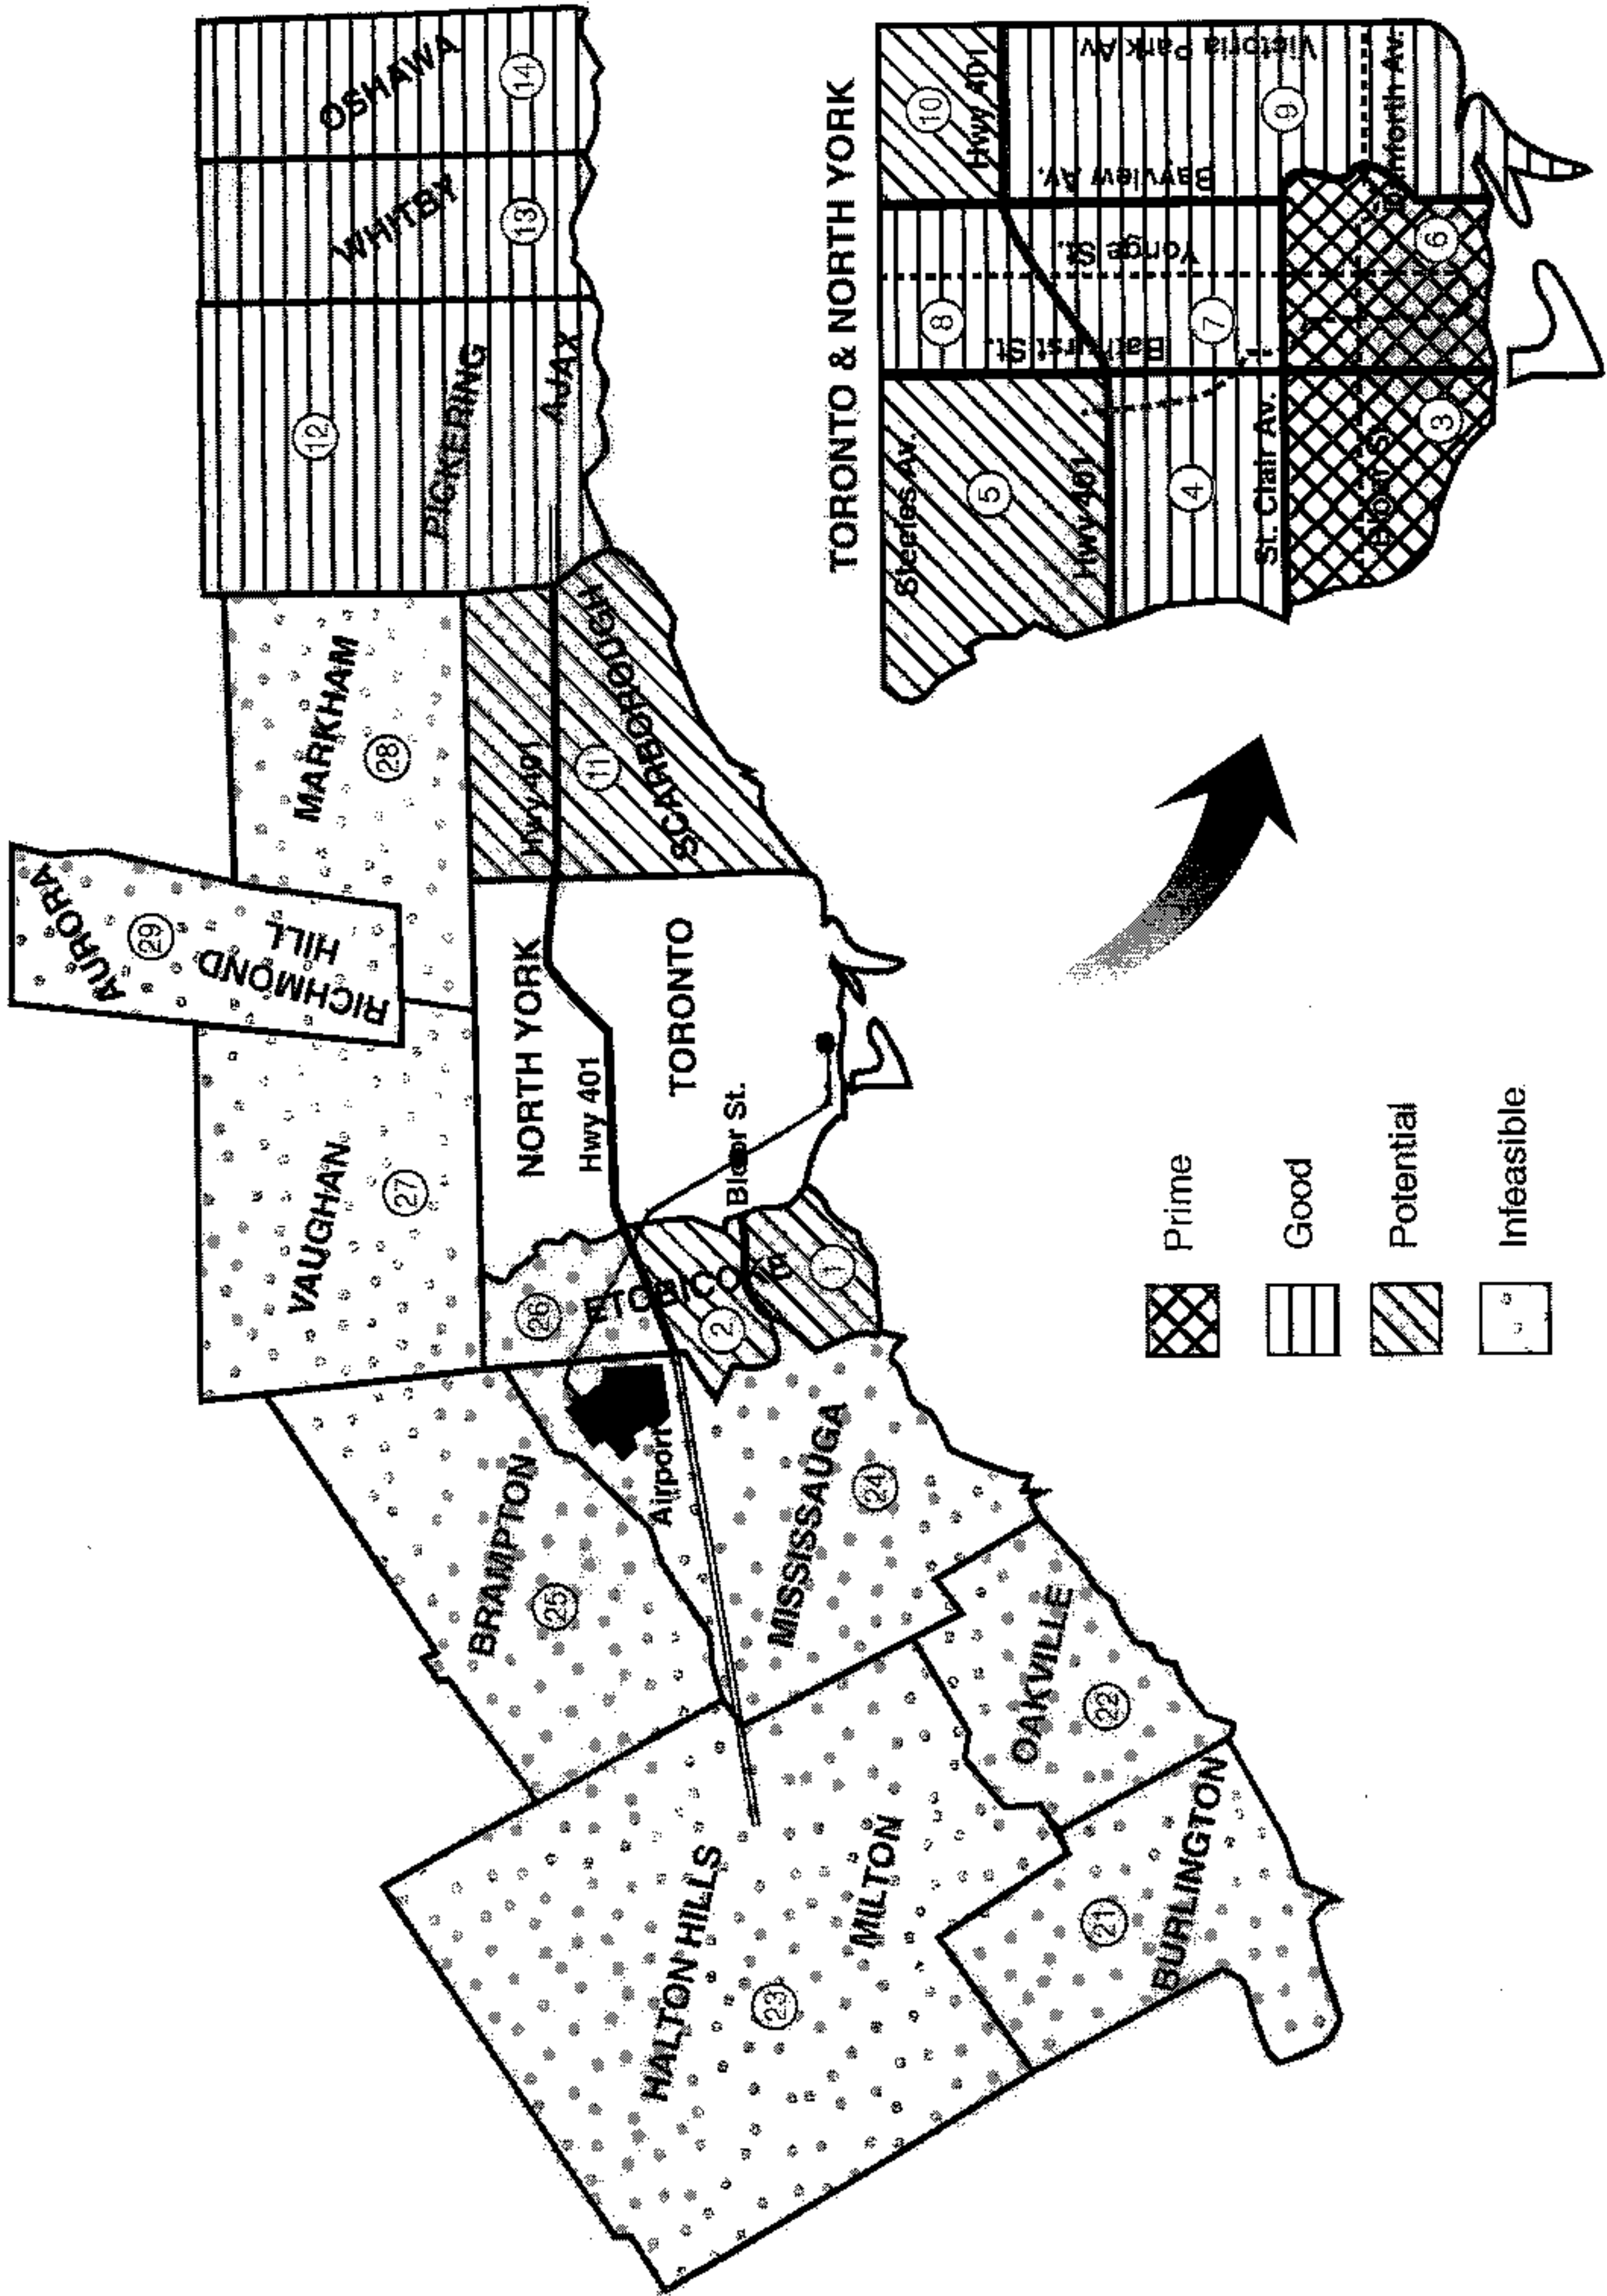 AURORA
29
RICHMOND
HILL
VAUGHAN
27
MARKHAM
28
12
PICKERING
AJAX
WHITBY
13
OSHAWA
14
NORTH YORK
Hwy 401
Hwy 401
11
SCARBOROUGH
TORONTO
Bloor St.
26
ETOBICOKE
2
1
BRAMPTON
25
Airport
MISSISSAUGA
24
HALTON HILLS
23
MILTON
OAKVILLE
22
21
BURLINGTON
TORONTO & NORTH YORK
Steeles Av.
5
8
10
Hwy 401
Hwy 401
Bathurst St.
Yonge St.
Bayview Av.
Victoria Park Av
4
7
9
St. Clair Av.
Bloor St
Danforth Av.
3
6
Prime
Good
Potential
Infeasible